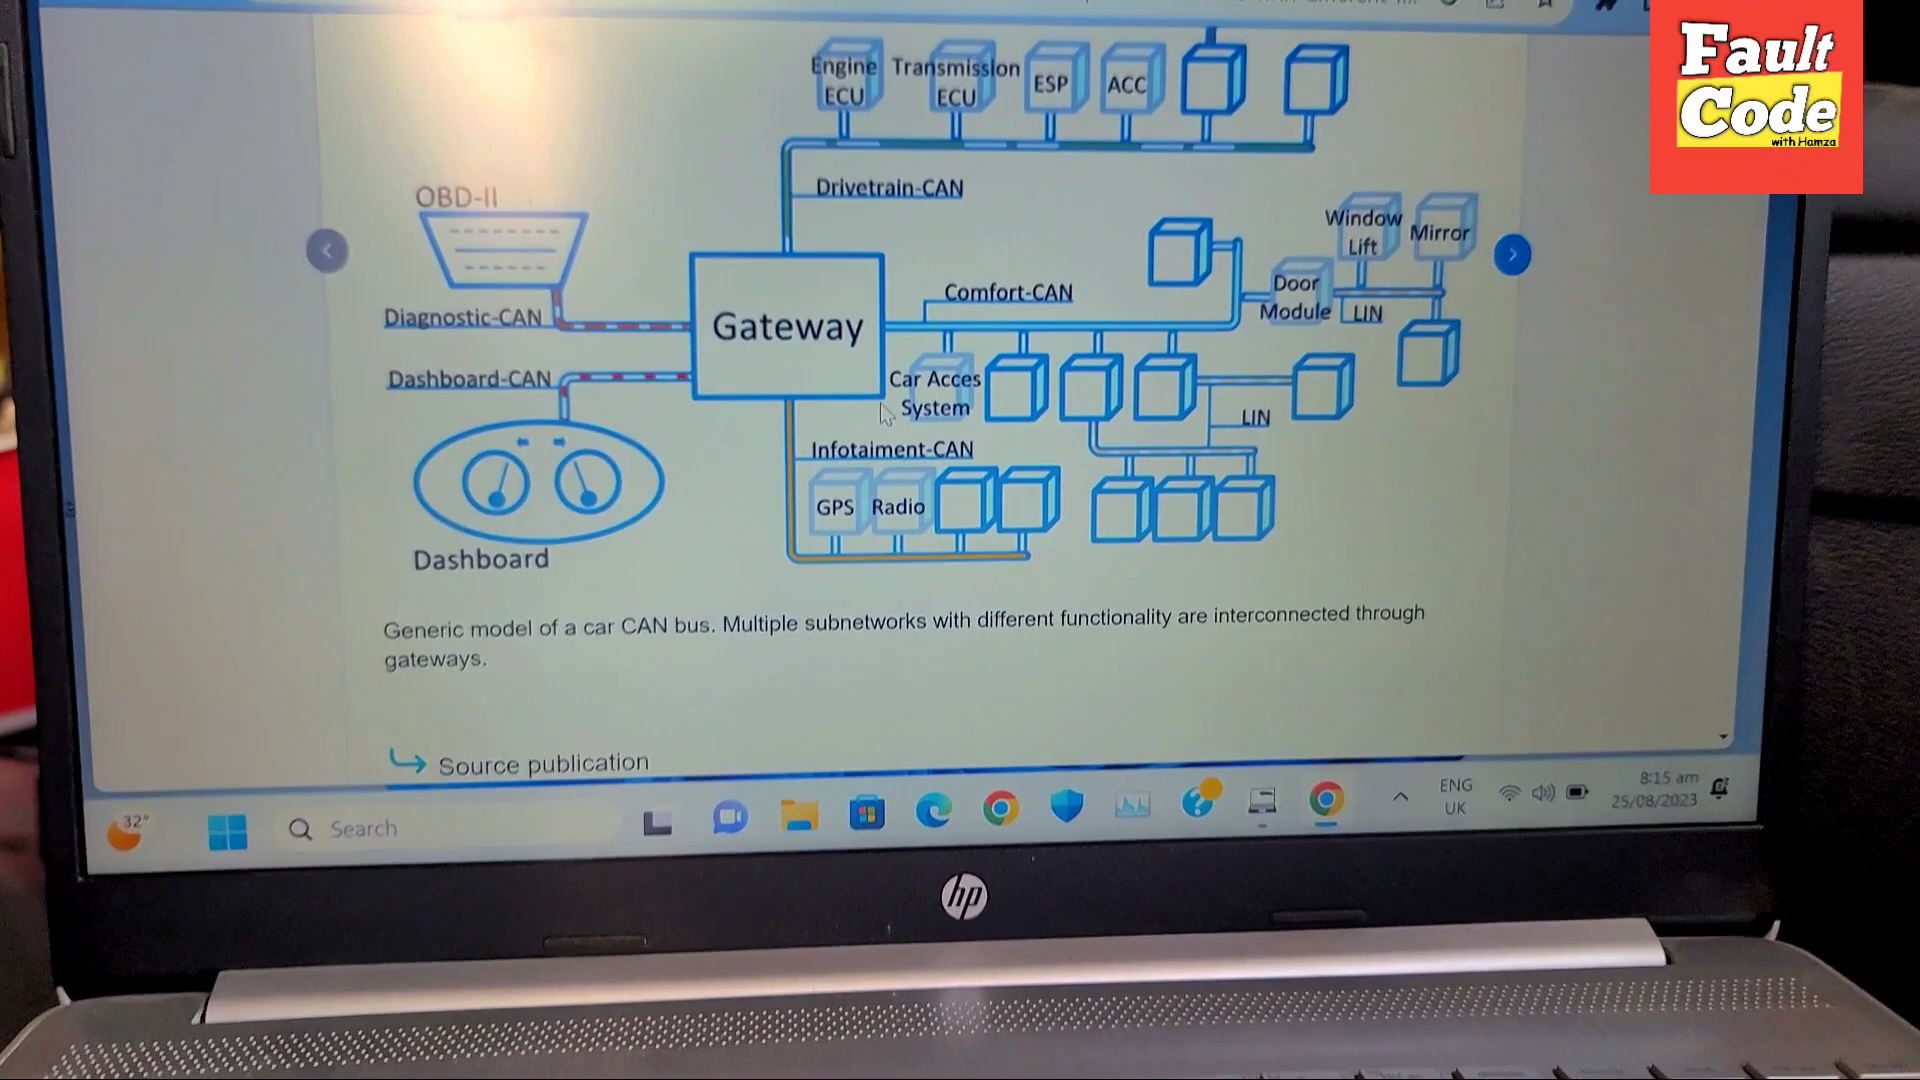 Fault
Code
with Hamza
Engine
ECU
Transmission
ECU
ESP
ACC
Drivetrain-CAN
OBD-II
Window
Lift
Mirror
Door
Module
LIN
Comfort-CAN
Diagnostic-CAN
Gateway
Dashboard-CAN
Car Acces
System
LIN
Infotaiment-CAN
GPS
Radio
Dashboard
Generic model of a car CAN bus. Multiple subnetworks with different functionality are interconnected through
gateways.
Source publication
32°
Search
ENG
UK
8:15 am
25/08/2023
hp